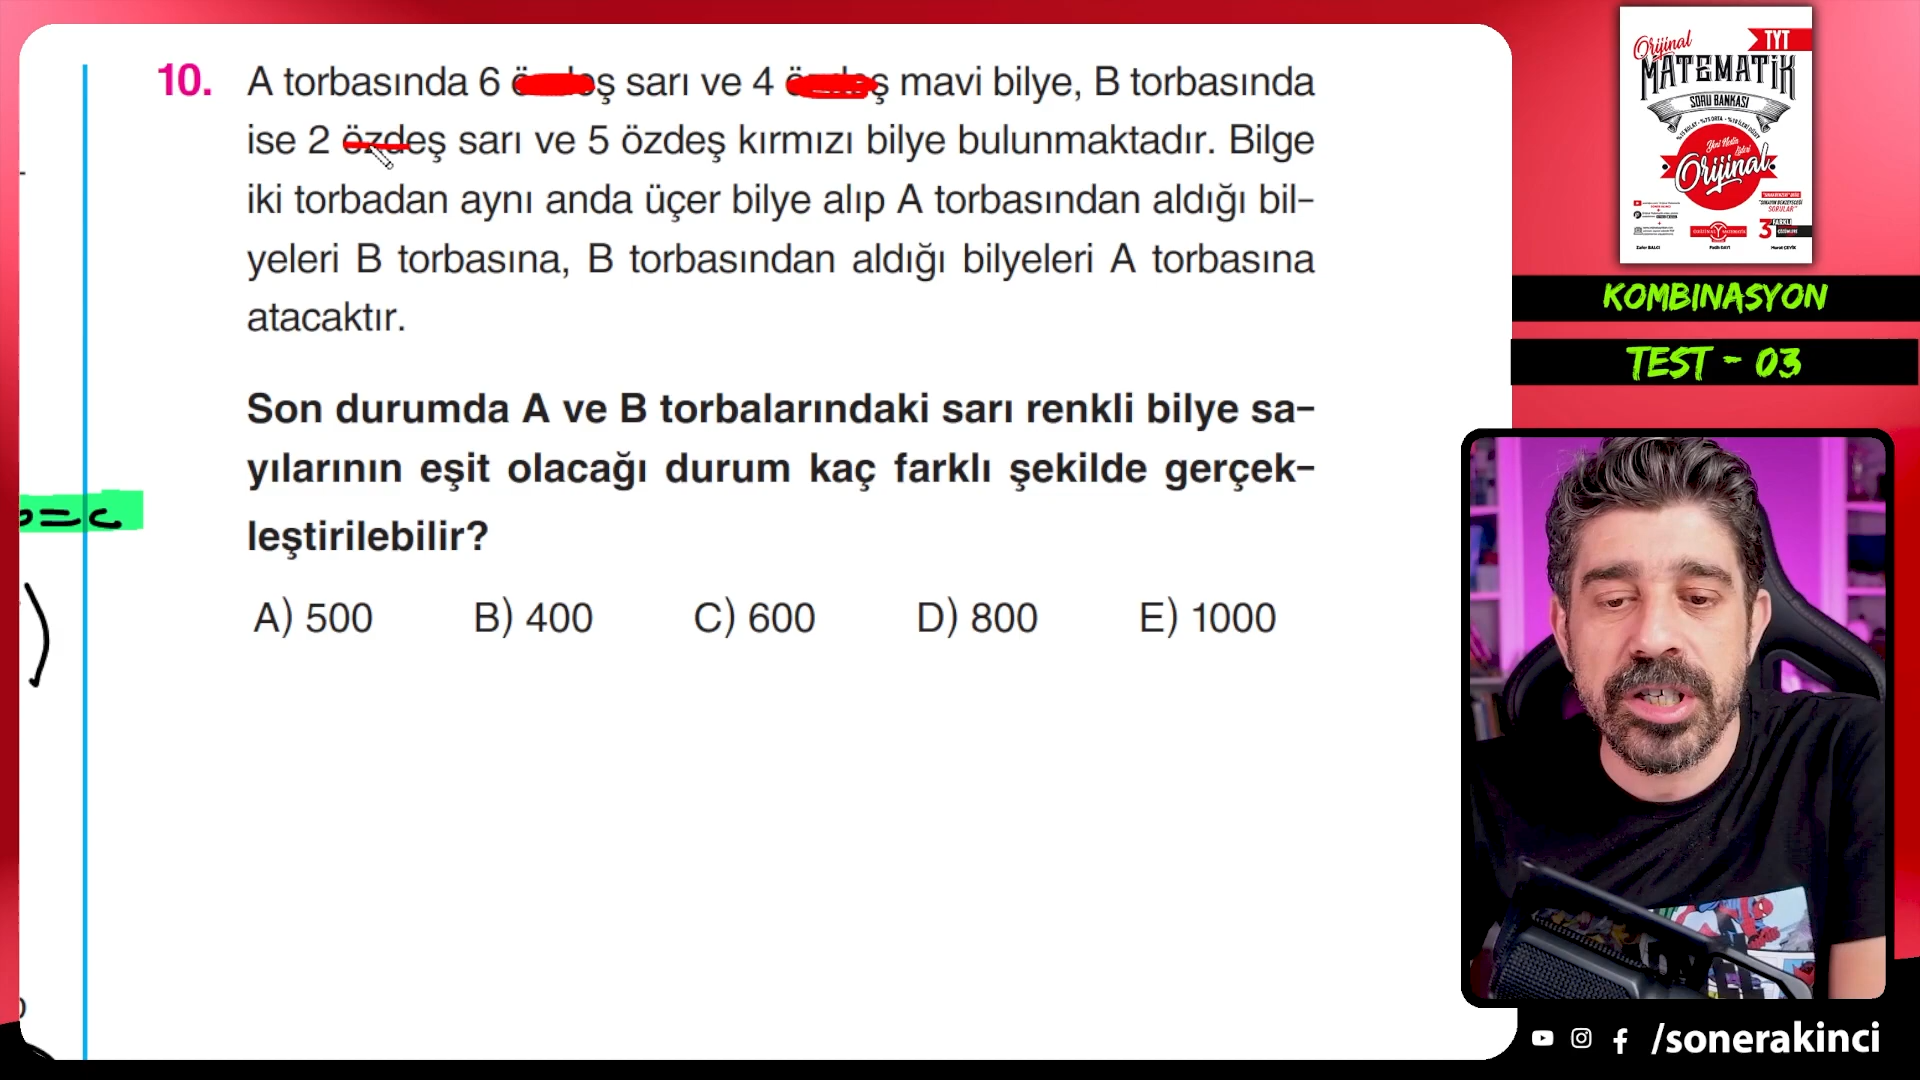 10. A torbasında 6 sarı ve 4 mavi bilye, B torbasında
ise 2 özdeş sarı ve 5 özdeş kırmızı bilye bulunmaktadır. Bilge
iki torbadan aynı anda üçer bilye alıp A torbasından aldığı bil-
yeleri B torbasına, B torbasından aldığı bilyeleri A torbasına
atacaktır.
Son durumda A ve B torbalarındaki sarı renkli bilye sa-
yılarının eşit olacağı durum kaç farklı şekilde gerçek-
leştirilebilir?
A) 500 B) 400 C) 600 D) 800 E) 1000
Orijinal
TYT
MATEMATİK
SORU BANKASI
Orijinal
KOMBINASYON
TEST - 03
/sonerakinci